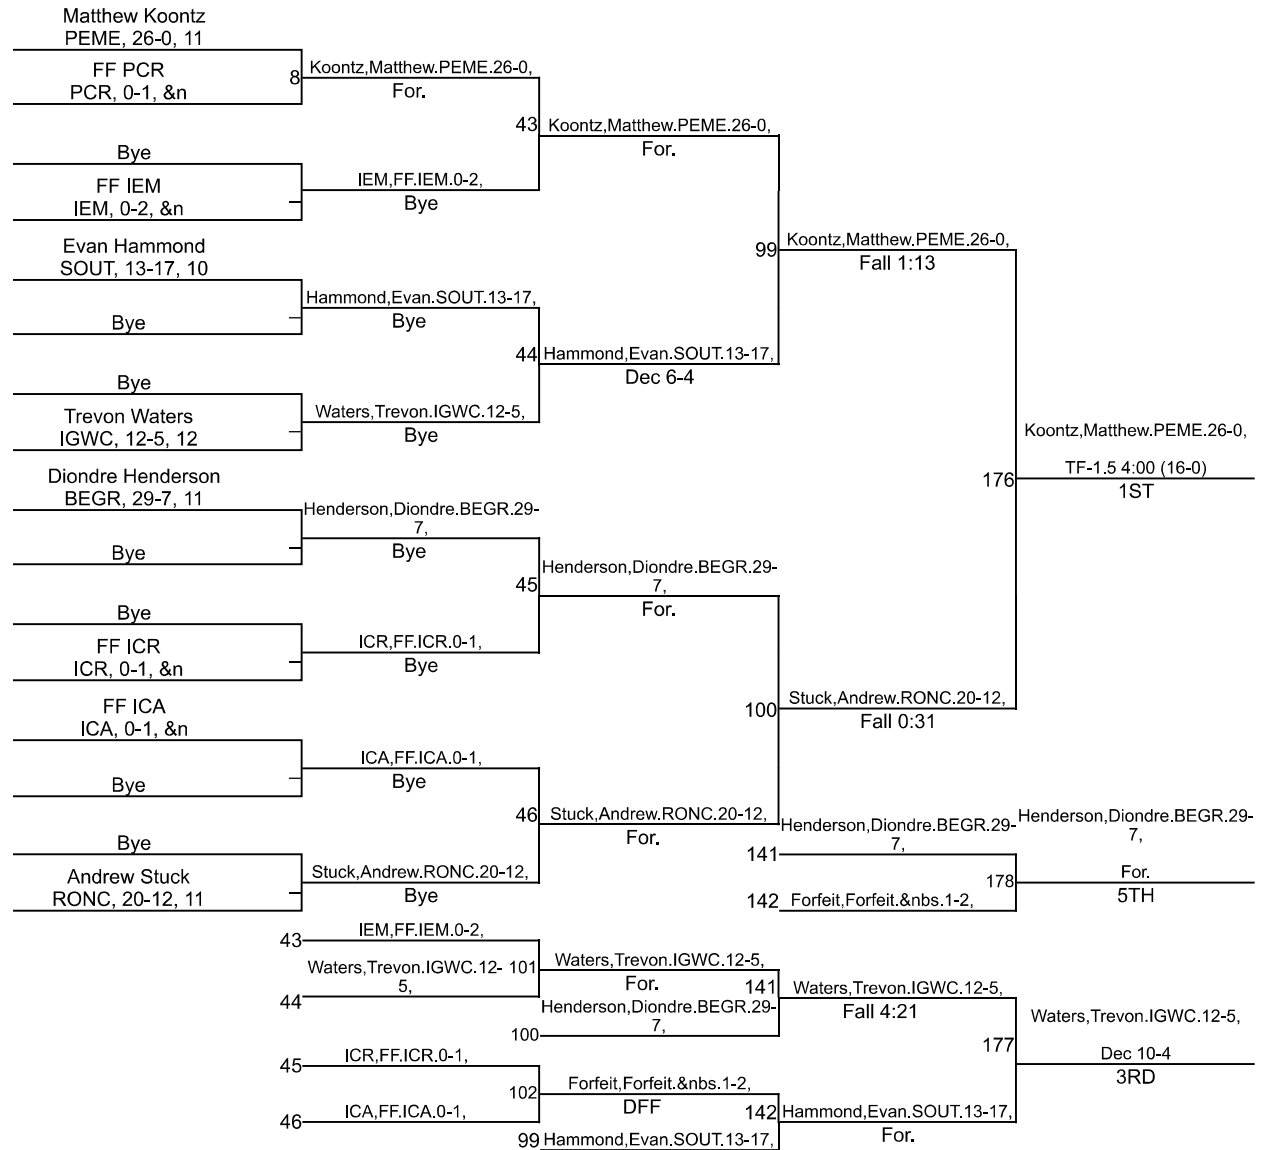 Matthew Koontz
PEME, 26-0, 11
FF PCR
PCR, 0-1, &n
8
Koontz,Matthew.PEME.26-0,
For.
43
Koontz,Matthew.PEME.26-0,
For.
Bye
FF IEM
IEM, 0-2, &n
IEM,FF.IEM.0-2,
Bye
Evan Hammond
SOUT, 13-17, 10
99
Koontz,Matthew.PEME.26-0,
Fall 1:13
Bye
Hammond,Evan.SOUT.13-17,
Bye
44
Hammond,Evan.SOUT.13-17,
Dec 6-4
Bye
Trevon Waters
IGWC, 12-5, 12
Waters,Trevon.IGWC.12-5,
Bye
Koontz,Matthew.PEME.26-0,
176
TF-1.5 4:00 (16-0)
1ST
Diondre Henderson
BEGR, 29-7, 11
Bye
Henderson,Diondre.BEGR.29-
7,
Bye
45
Henderson,Diondre.BEGR.29-
7,
For.
Bye
FF ICR
ICR, 0-1, &n
ICR,FF.ICR.0-1,
Bye
100
Stuck,Andrew.RONC.20-12,
Fall 0:31
FF ICA
ICA, 0-1, &n
Bye
ICA,FF.ICA.0-1,
Bye
46
Stuck,Andrew.RONC.20-12,
For.
Bye
Andrew Stuck
RONC, 20-12, 11
Stuck,Andrew.RONC.20-12,
Bye
Henderson,Diondre.BEGR.29-
7,
141
142
Forfeit,Forfeit.&nbs.1-2,
178
Henderson,Diondre.BEGR.29-
7,
For.
5TH
43
IEM,FF.IEM.0-2,
Waters,Trevon.IGWC.12-
5,
44
101
Waters,Trevon.IGWC.12-5,
For.
Henderson,Diondre.BEGR.29-
7,
100
141
Waters,Trevon.IGWC.12-5,
Fall 4:21
177
Waters,Trevon.IGWC.12-5,
Dec 10-4
3RD
45
ICR,FF.ICR.0-1,
46
ICA,FF.ICA.0-1,
102
Forfeit,Forfeit.&nbs.1-2,
DFF
99
Hammond,Evan.SOUT.13-17,
142
Hammond,Evan.SOUT.13-17,
For.